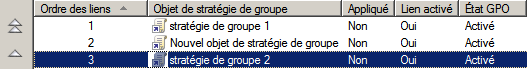 Ordre des liens Objet de stratégie de groupe Appliqué Lien activé État GPO
1 stratégie de groupe 1 Non Oui Activé
2 Nouvel objet de stratégie de groupe Non Oui Activé
3 stratégie de groupe 2 Non Oui Activé